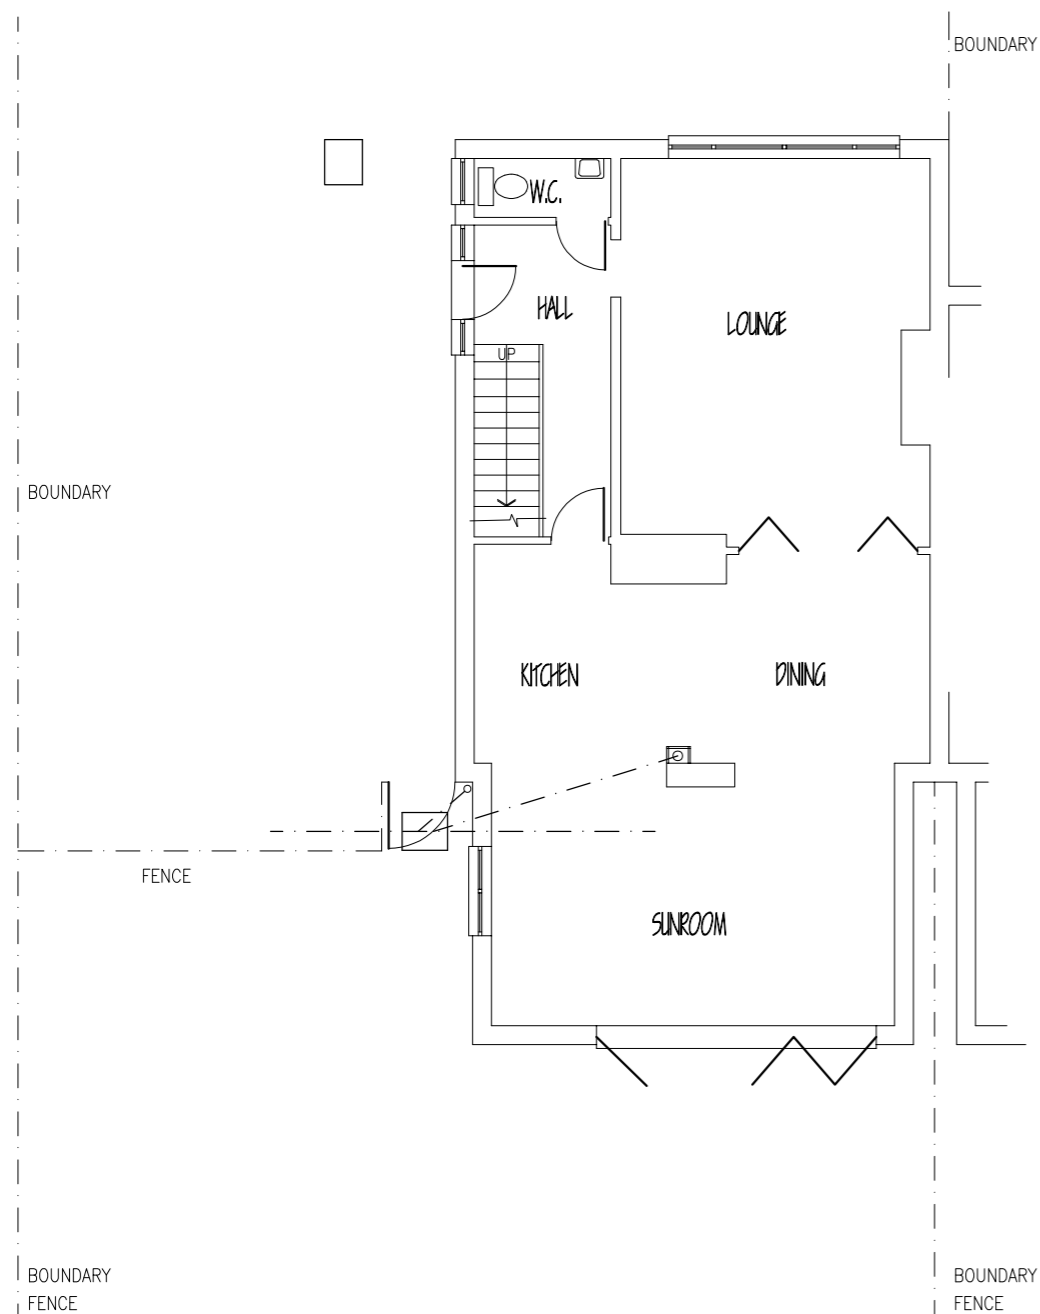 BOUNDARY
W.C.
HALL
LOUNGE
UP
BOUNDARY
KITCHEN
DINING
FENCE
SUNROOM
BOUNDARY
FENCE
BOUNDARY
FENCE